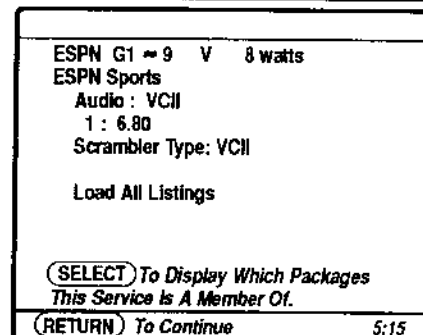 ESPN G1 ≈ 9 V 8 watts
ESPN Sports
Audio : VCII
1 : 6.80
Scrambler Type: VCII
Load All Listings
SELECT To Display Which Packages
This Service Is A Member Of.
RETURN To Continue 5:15